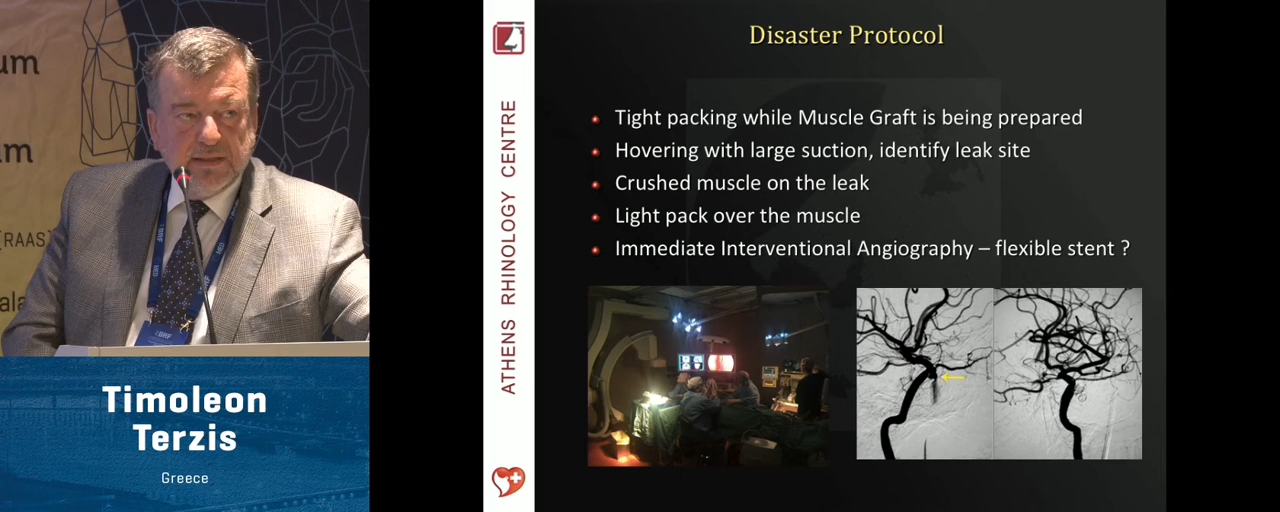 um
um
[RAAS]
ala
Timoleon
Terzis
Greece
ATHENS RHINOLOGY CENTRE
Disaster Protocol
Tight packing while Muscle Graft is being prepared
Hovering with large suction, identify leak site
Crushed muscle on the leak
Light pack over the muscle
Immediate Interventional Angiography – flexible stent ?